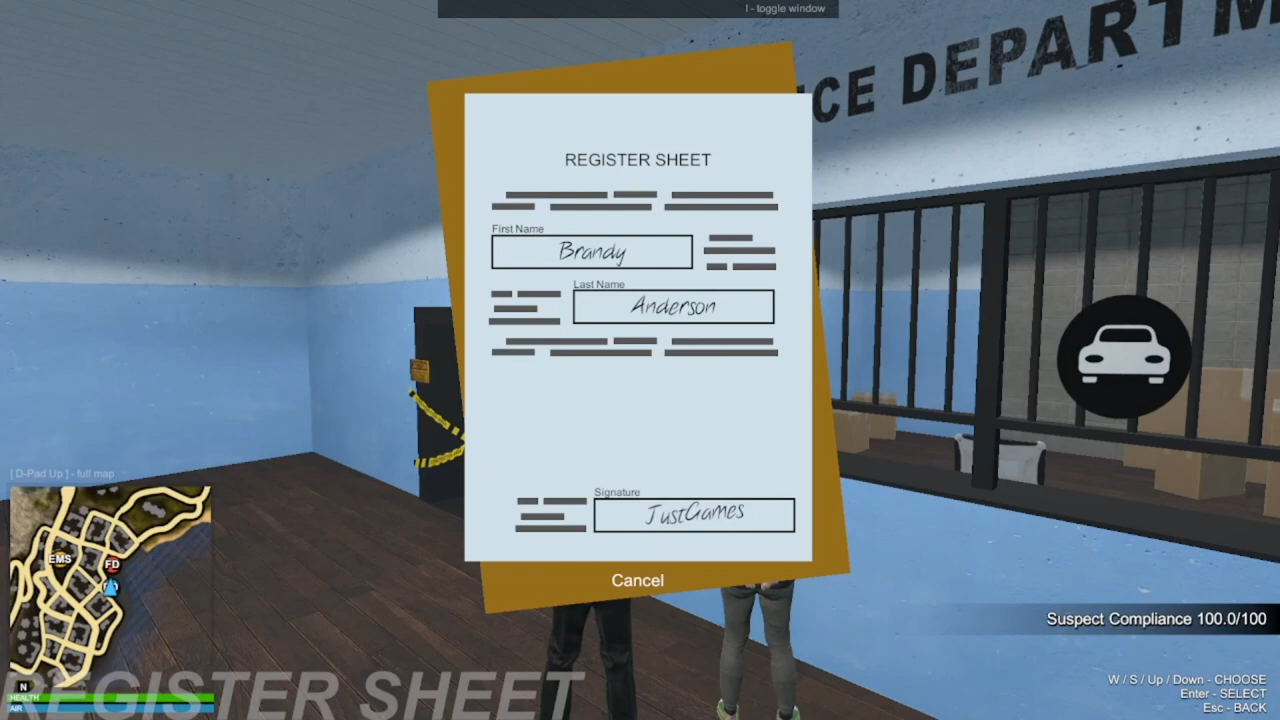 I - toggle window
ICE DEPARTM
REGISTER SHEET
First Name
Brandy
Last Name
Anderson
[ D-Pad Up ] - full map
EMS
FD
Signature
JustGames
Cancel
Suspect Compliance 100.0/100
W / S / Up / Down - CHOOSE
Enter - SELECT
Esc - BACK
N
HEALTH
AIR
REGISTER SHEET